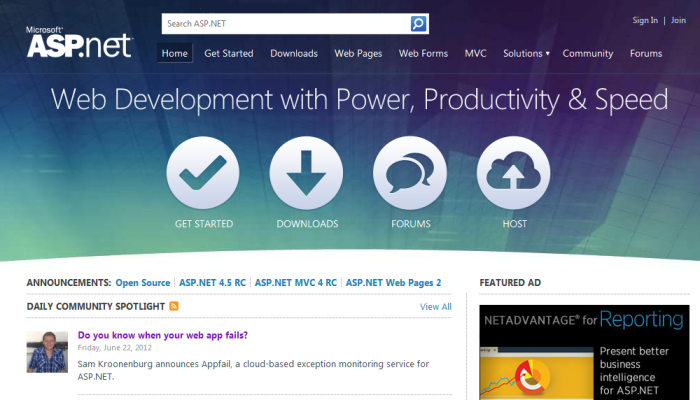 Search ASP.NET
Sign In | Join
Microsoft®
ASP.net
Home Get Started Downloads Web Pages Web Forms MVC Solutions Community Forums
Web Development with Power, Productivity & Speed
GET STARTED DOWNLOADS FORUMS HOST
ANNOUNCEMENTS: Open Source | ASP.NET 4.5 RC | ASP.NET MVC 4 RC | ASP.NET Web Pages 2
DAILY COMMUNITY SPOTLIGHT View All
Do you know when your web app fails?
Friday, June 22, 2012
Sam Kroonenburg announces Appfail, a cloud-based exception monitoring service for
ASP.NET.
FEATURED AD
NETADVANTAGE® for Reporting
Present better
business
intelligence
for ASP.NET